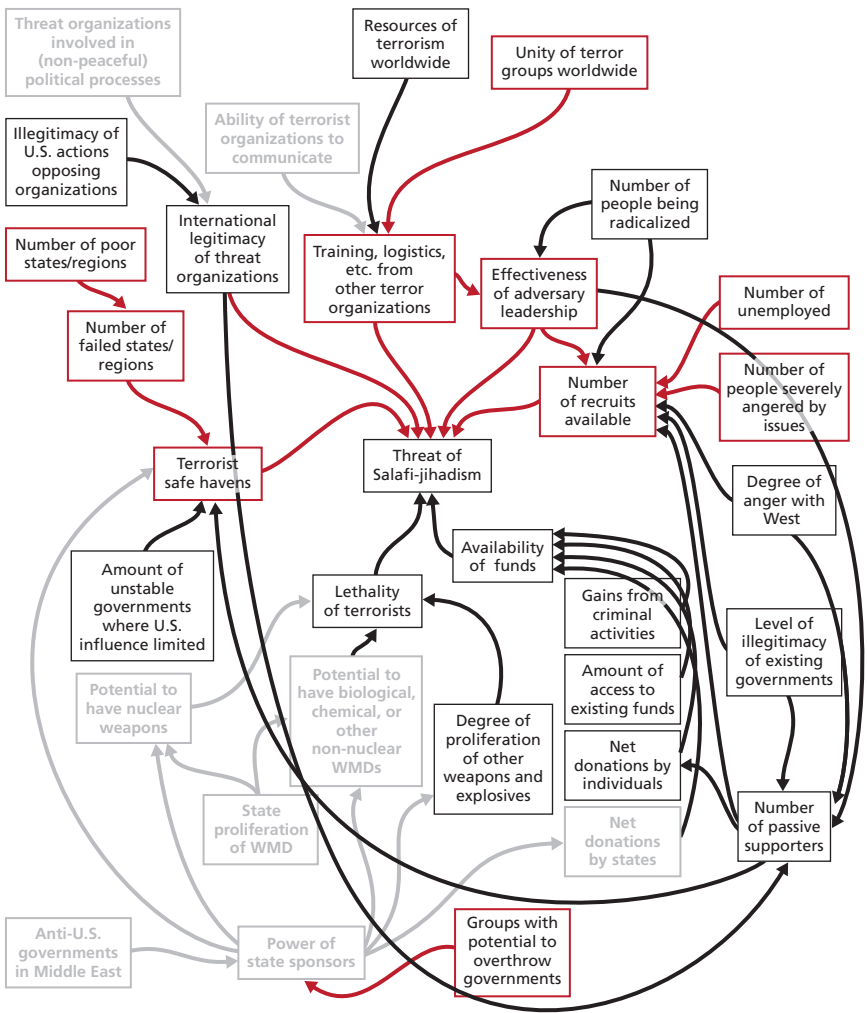 Threat organizations
involved in
(non-peaceful)
political processes
Resources of
terrorism
worldwide
Unity of terror
groups worldwide
Illegitimacy of
U.S. actions
opposing
organizations
Ability of terrorist
organizations to
communicate
Number of
people being
radicalized
International
legitimacy
of threat
organizations
Number of poor
states/regions
Training, logistics,
etc. from
other terror
organizations
Effectiveness
of adversary
leadership
Number of
unemployed
Number of
failed states/
regions
Number
of recruits
available
Number of
people severely
angered by
issues
Terrorist
safe havens
Threat of
Salafi-jihadism
Degree of
anger with
West
Availability
of funds
Amount of
unstable
governments
where U.S.
influence limited
Lethality
of terrorists
Gains from
criminal
activities
Level of
illegitimacy
of existing
governments
Potential to
have nuclear
weapons
Potential to
have biological,
chemical, or
other
non-nuclear
WMDs
Amount of
access to
existing funds
Degree of
proliferation
of other
weapons and
explosives
Net
donations by
individuals
State
proliferation
of WMD
Net
donations
by states
Number
of passive
supporters
Anti-U.S.
governments
in Middle East
Power of
state sponsors
Groups with
potential to
overthrow
governments